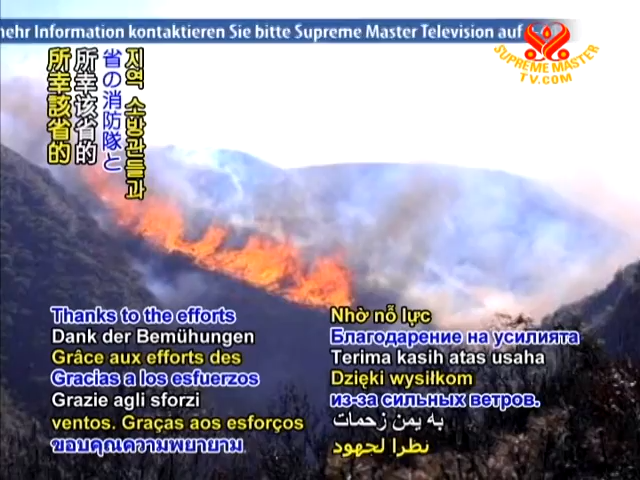 mehr Information kontaktieren Sie bitte Supreme Master Television auf
SUPREME MASTER
TV.COM
所幸該省的
所幸该省的
省の消防隊と
지역 소방관들과
Thanks to the efforts
Dank der Bemühungen
Grâce aux efforts des
Gracias a los esfuerzos
Grazie agli sforzi
ventos. Graças aos esforços
ขอบคุณความพยายาม
Nhờ nỗ lực
Благодарение на усилията
Terima kasih atas usaha
Dzięki wysiłkom
из-за сильных ветров.
به یمن زحمات
نظرا لجهود